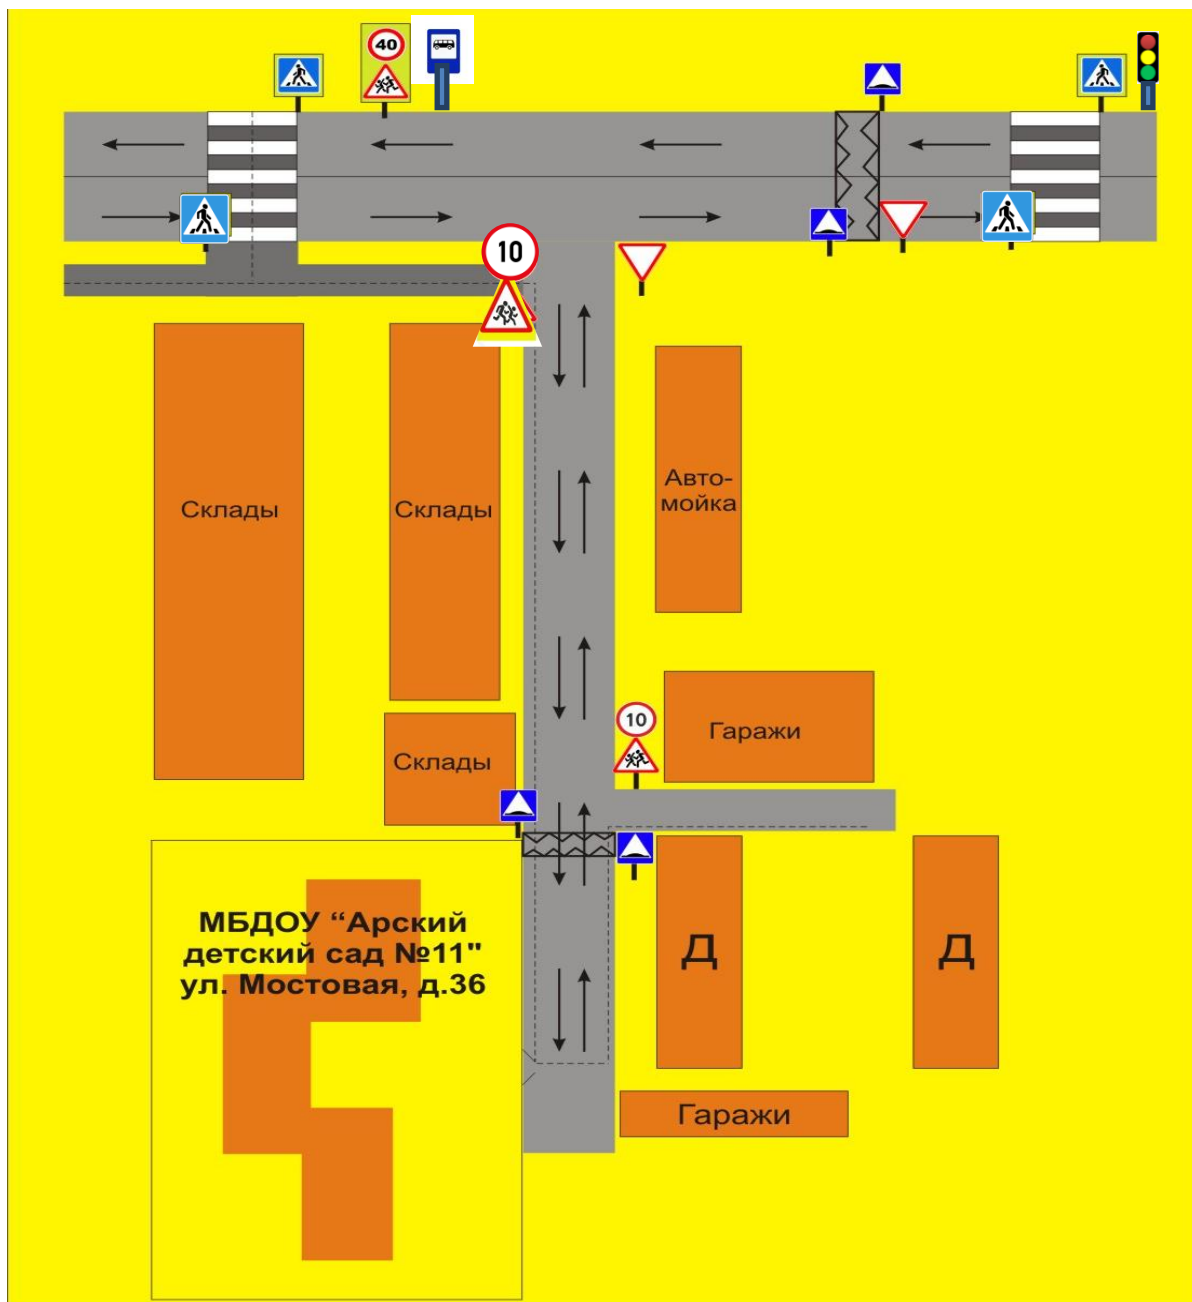 40
10
Авто-
мойка
Склады
Склады
10
Гаражи
Склады
МБДОУ “Арский
детский сад №11"
ул. Мостовая, д.36
Д
Д
Гаражи